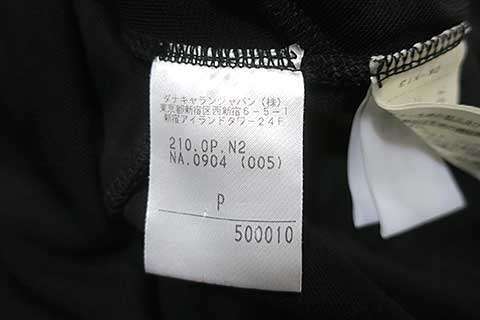 ダナキャランジャパン（株）
東京都新宿区西新宿6-5-1
新宿アイランドタワー24F
210.0P.N2
NA.0904 (005)
P
500010